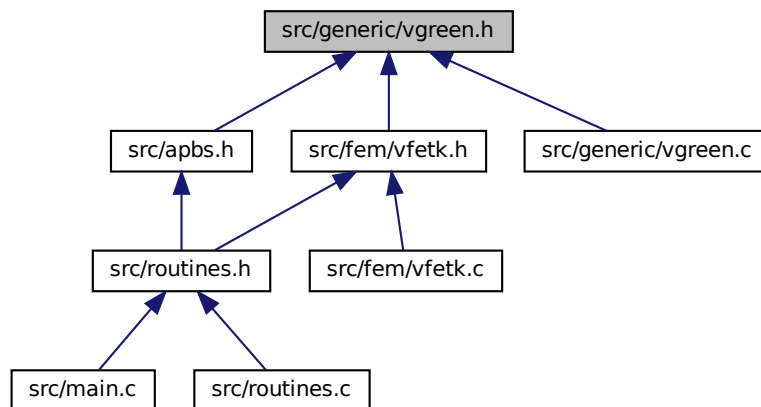 src/generic/vgreen.h
src/apbs.h
src/fem/vfetk.h
src/generic/vgreen.c
src/routines.h
src/fem/vfetk.c
src/main.c
src/routines.c